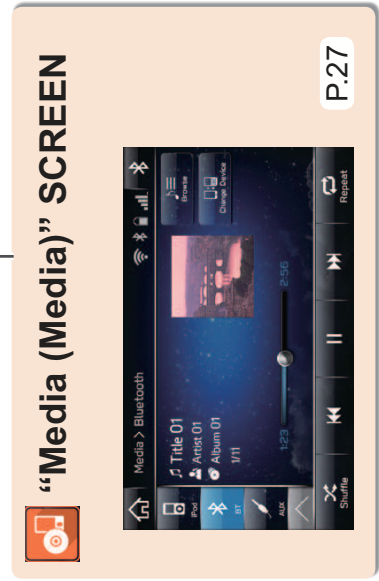 “Media (Media)” SCREEN
Media > Bluetooth
iPod
BT
AUX
Title 01
Artist 01
Album 01
1/11
1:23
2:56
Browse
Change Device
Shuffle
Repeat
P.27